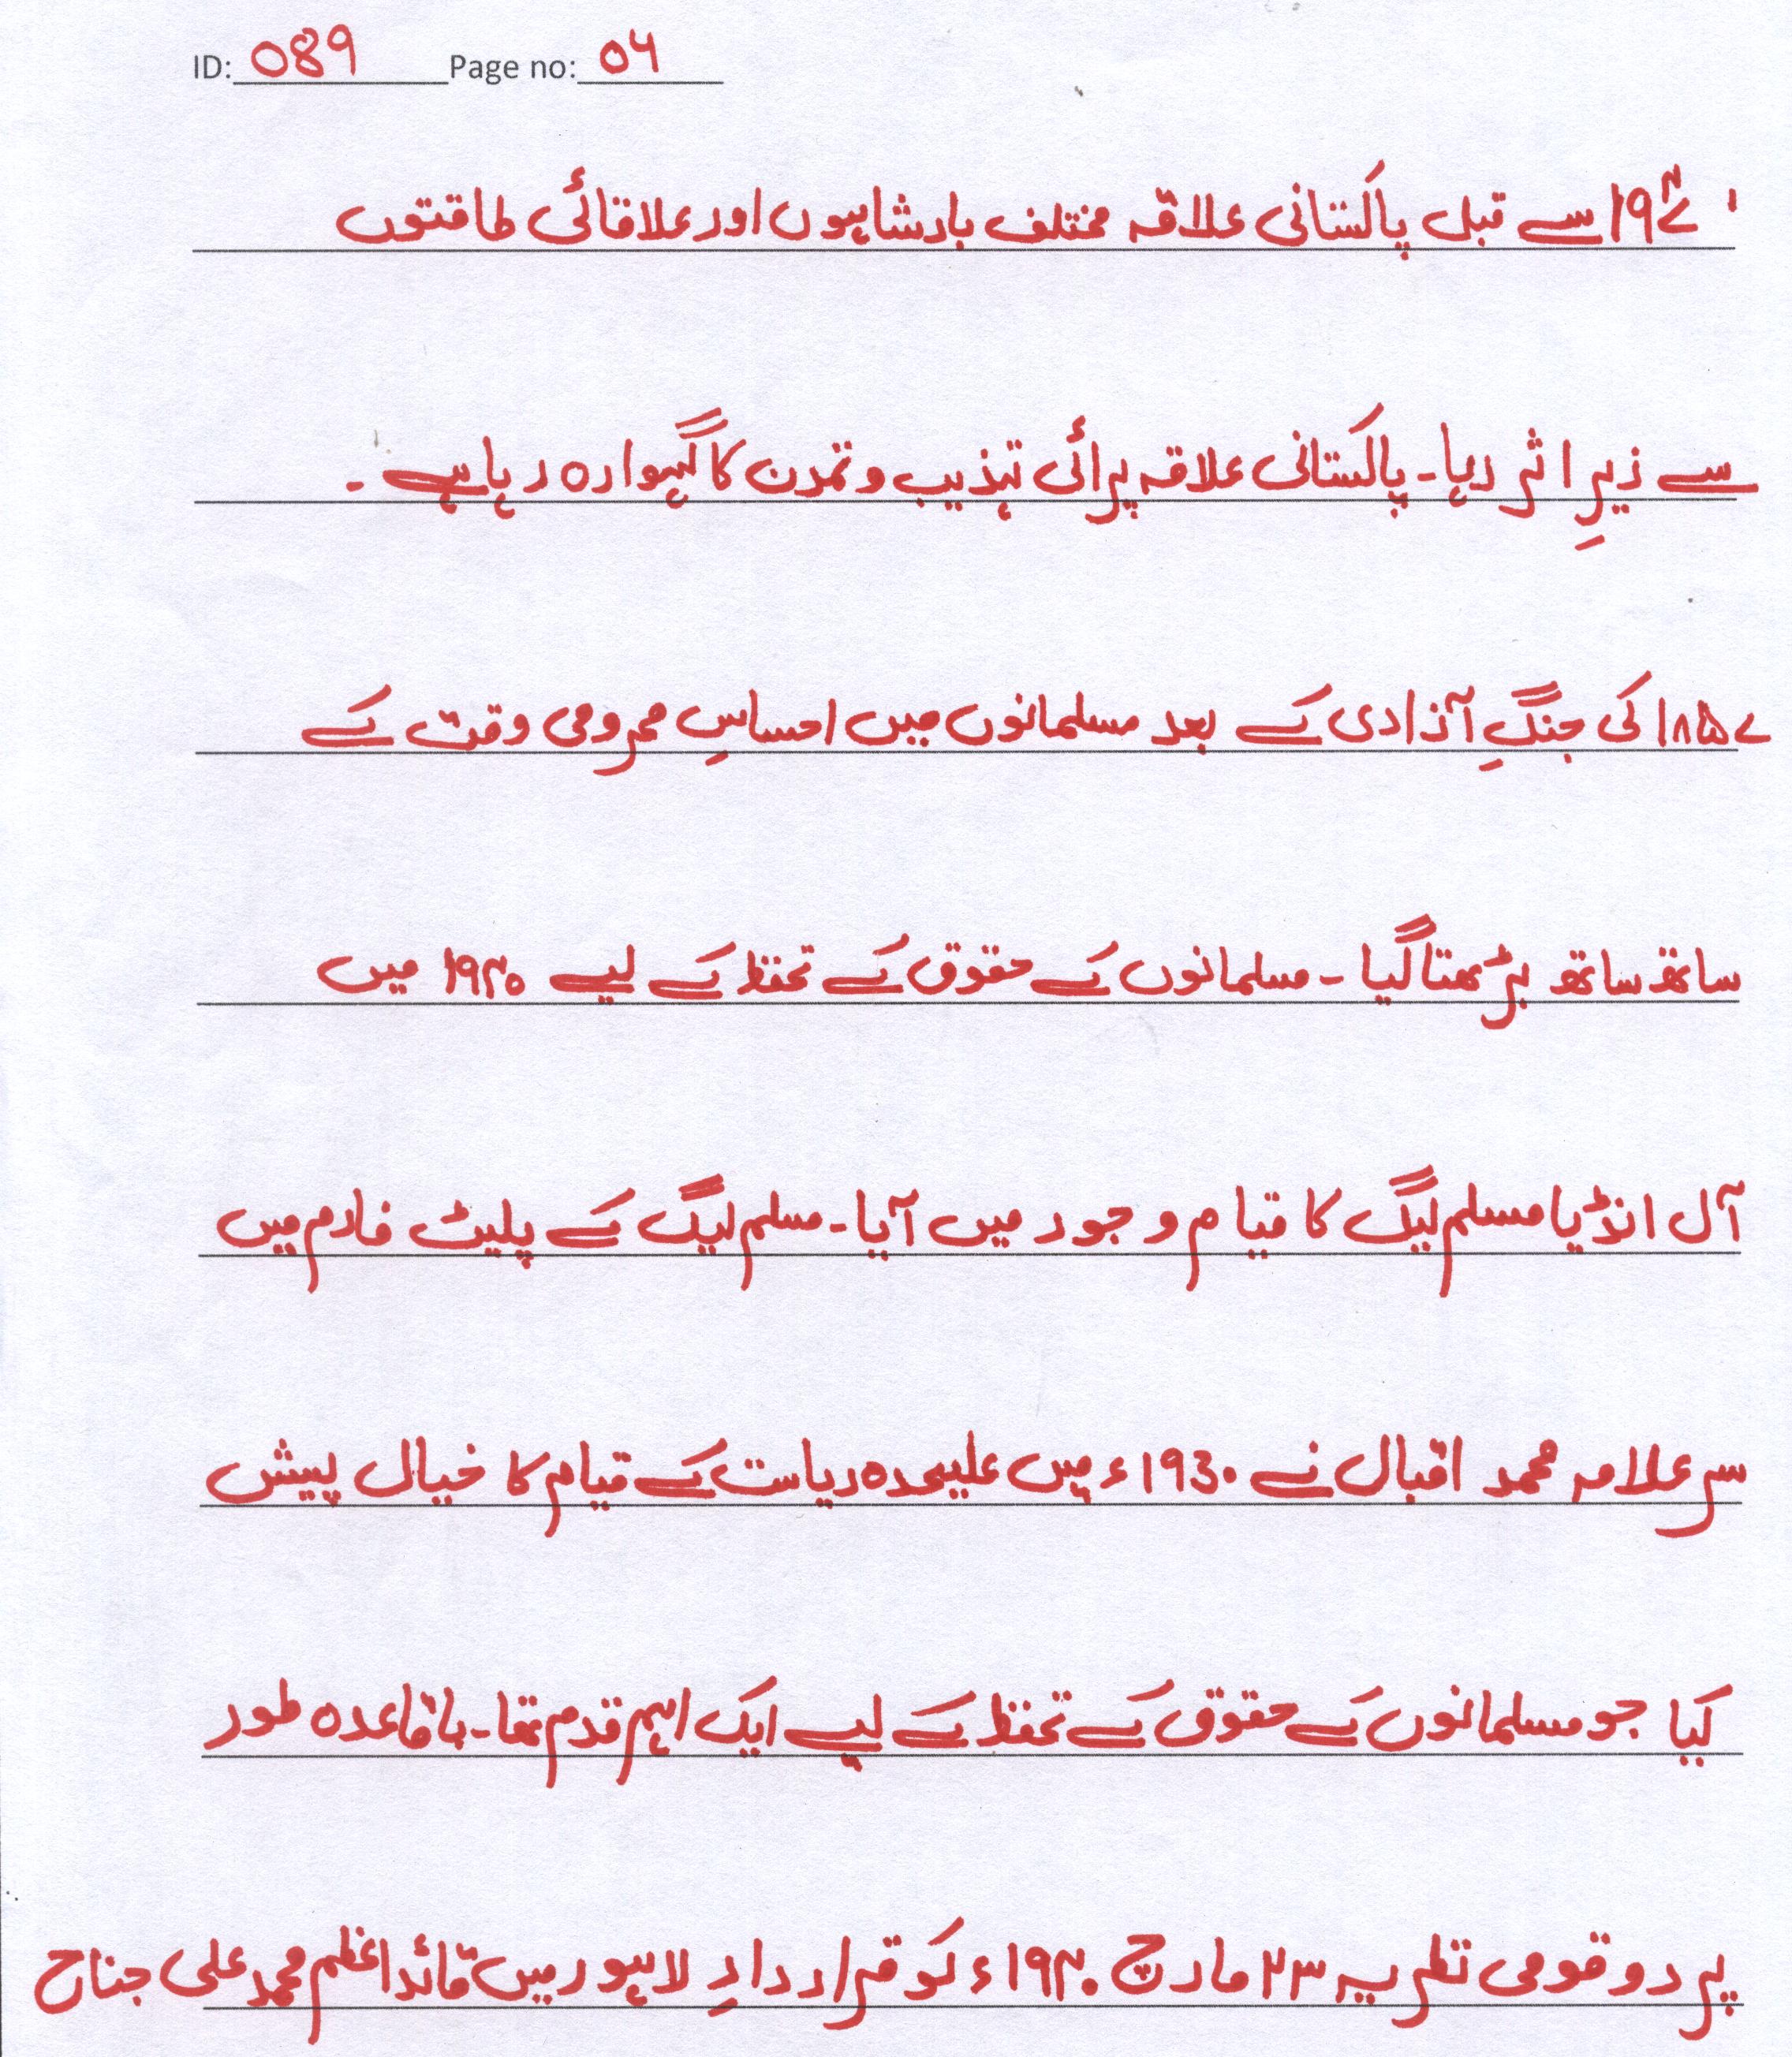 ID: 089 Page no: 04
۱۹۴۷ سے قبل پاکستانی علاقہ مختلف بادشاہوں اور علاقائی طاقتوں
سے زیرِ اثر رہا۔ پاکستانی علاقہ پرائی تہذیب و تمدن کا گہوارہ رہا ہے ۔
۱۸۵۷ کی جنگِ آزادی کے بعد مسلمانوں میں احساسِ محرومی وقت کے
ساتھ ساتھ بڑھتا گیا ۔ مسلمانوں کے حقوق کے تحفظ کے لیے ۱۹۴۰ میں
آل انڈیا مسلم لیگ کا قیام وجود میں آیا۔ مسلم لیگ کے پلیٹ فارم میں
سر علامہ محمد اقبال نے ۱۹3۰ء میں علیحدہ ریاست کے قیام کا خیال پیش
کیا جو مسلمانوں کے حقوق کے تحفظ کے لیے ایک اہم قدم تھا۔ باقاعدہ طور
پر دو قومی نظریہ ۲۳ مارچ ۱۹۴۰ء کو قراردادِ لاہور میں قائداعظم محمد علی جناح